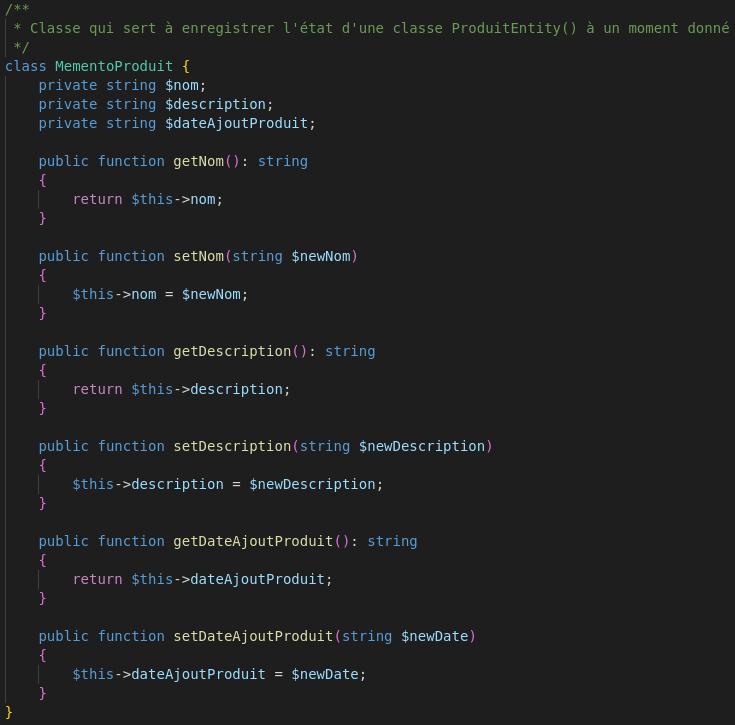 /**
 * Classe qui sert à enregistrer l'état d'une classe ProduitEntity() à un moment donné
 */
class MementoProduit {
    private string $nom;
    private string $description;
    private string $dateAjoutProduit;

    public function getNom(): string
    {
        return $this->nom;
    }

    public function setNom(string $newNom)
    {
        $this->nom = $newNom;
    }

    public function getDescription(): string
    {
        return $this->description;
    }

    public function setDescription(string $newDescription)
    {
        $this->description = $newDescription;
    }

    public function getDateAjoutProduit(): string
    {
        return $this->dateAjoutProduit;
    }

    public function setDateAjoutProduit(string $newDate)
    {
        $this->dateAjoutProduit = $newDate;
    }
}